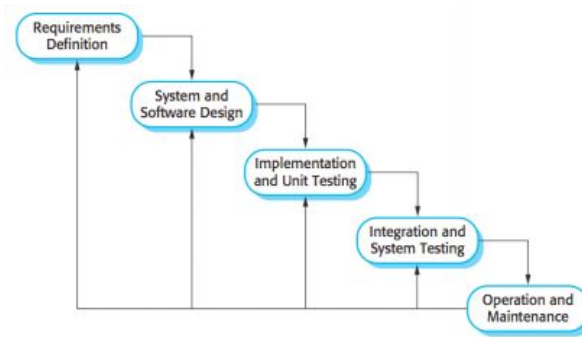 Requirements
Definition
System and
Software Design
Implementation
and Unit Testing
Integration and
System Testing
Operation and
Maintenance